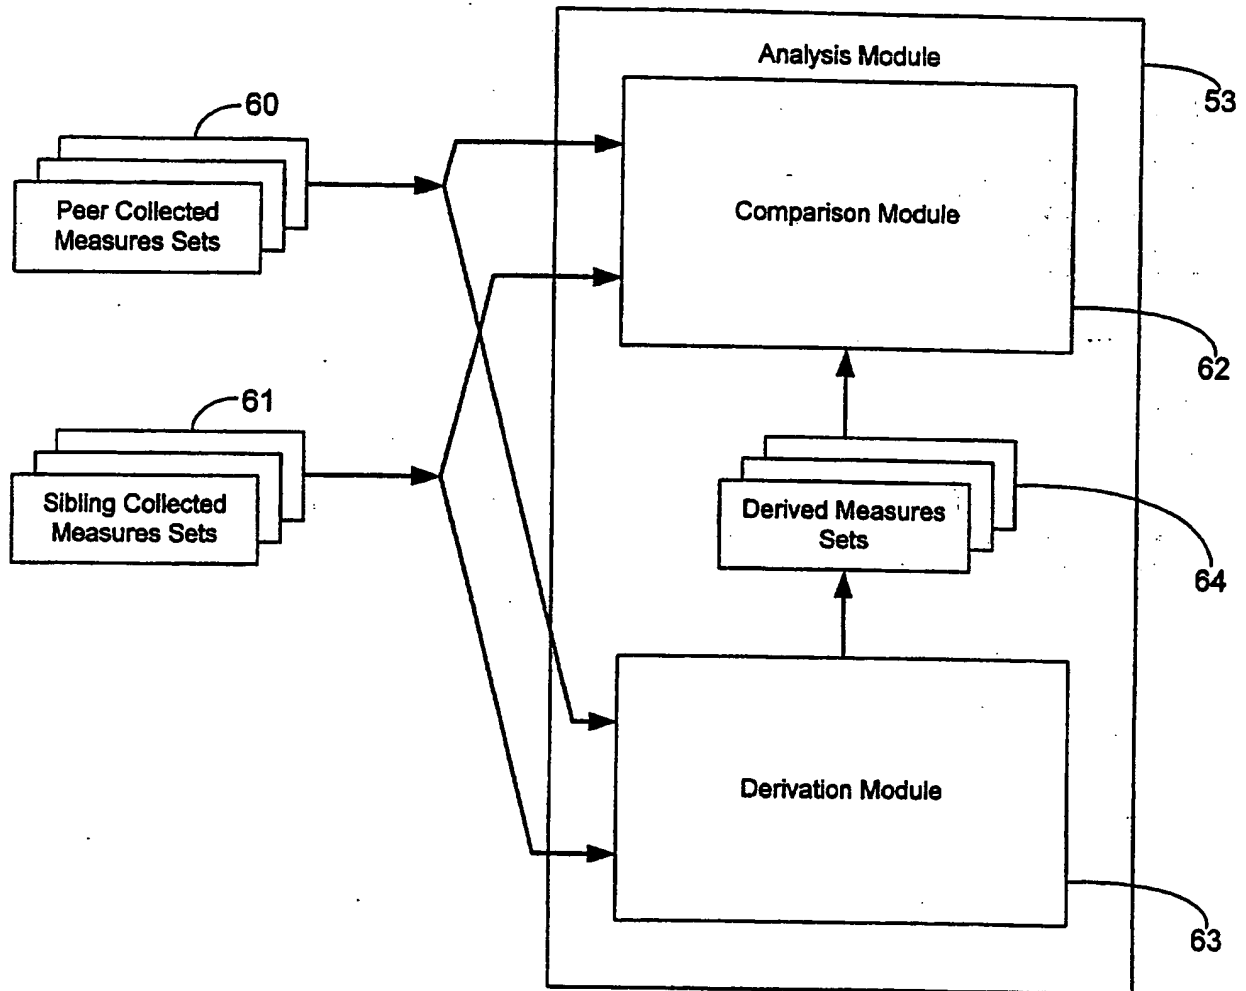 Analysis Module
53
60
Peer Collected
Measures Sets
Comparison Module
62
61
Sibling Collected
Measures Sets
Derived Measures
Sets
64
Derivation Module
63